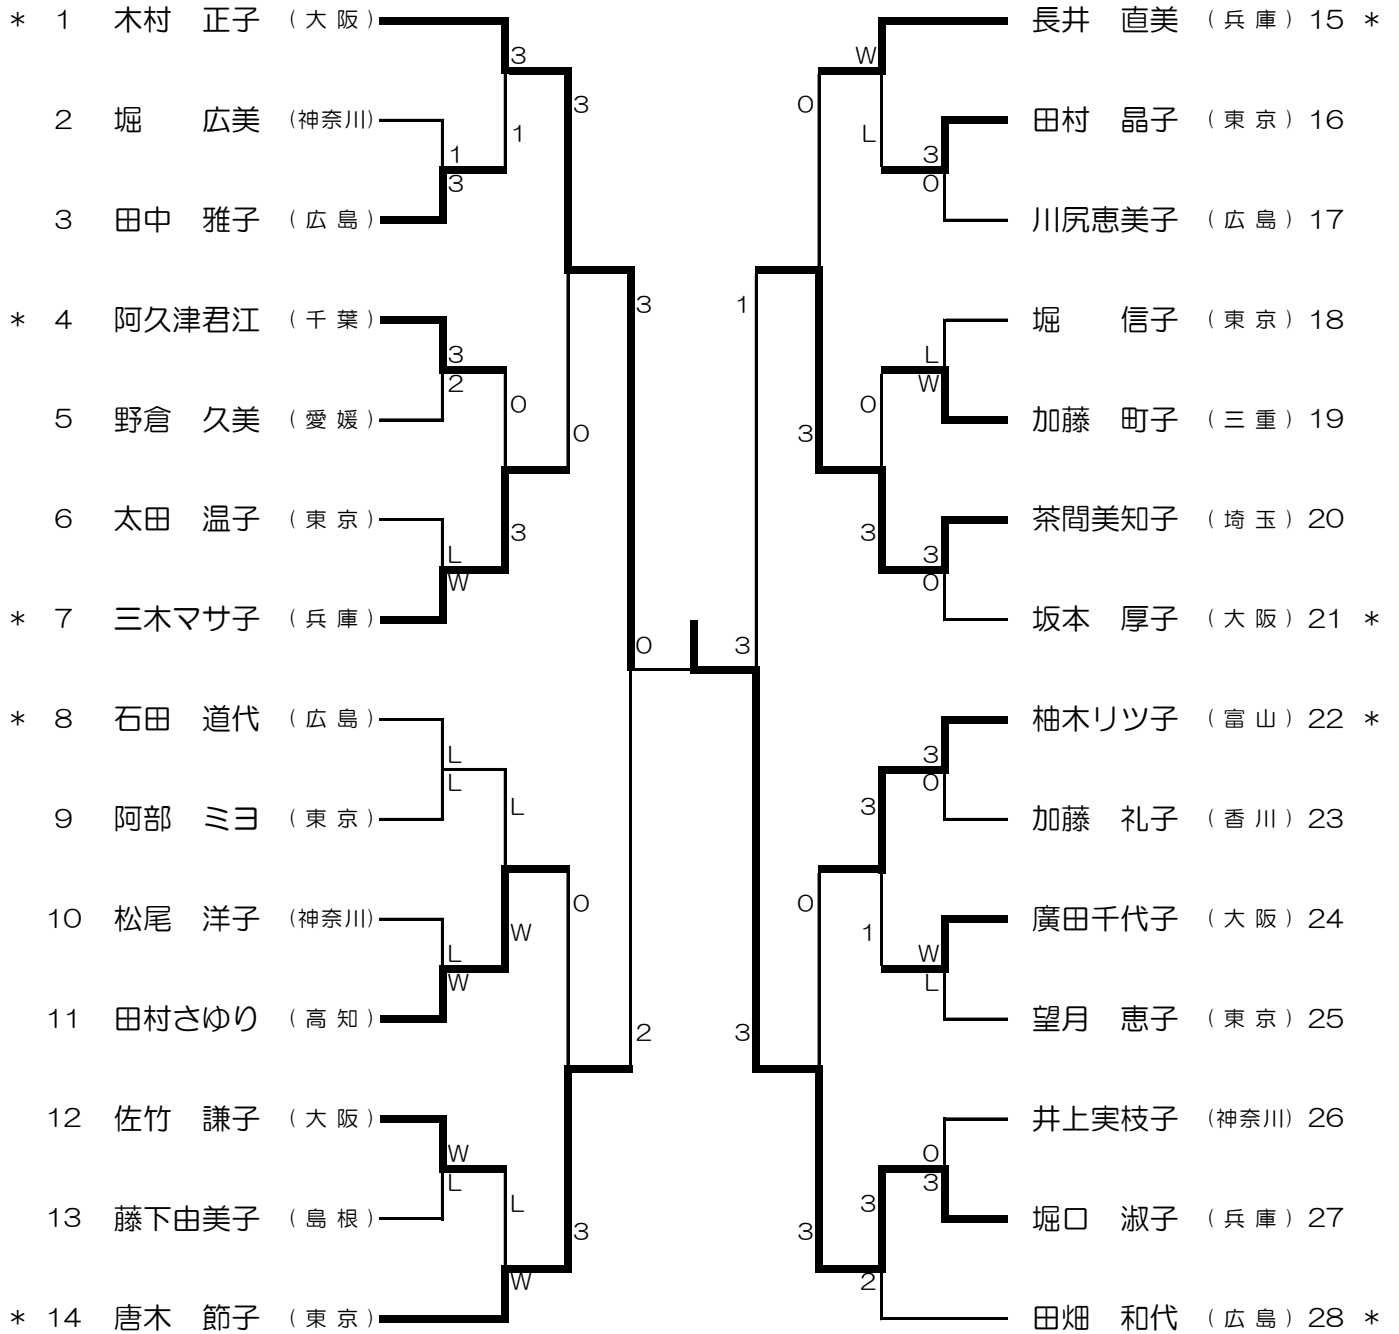 * 1 木村 正子 (大阪)
2 堀 広美 (神奈川)
3 田中 雅子 (広島)
* 4 阿久津君江 (千葉)
5 野倉 久美 (愛媛)
6 太田 温子 (東京)
* 7 三木マサ子 (兵庫)
* 8 石田 道代 (広島)
9 阿部 ミヨ (東京)
10 松尾 洋子 (神奈川)
11 田村さゆり (高知)
12 佐竹 謙子 (大阪)
13 藤下由美子 (島根)
* 14 唐木 節子 (東京)
3
1
1
3
3
3
2
0
3
L
W
0
3
L
L
L
L
W
W
0
W
L
L
W
3
2
0
長井 直美 (兵庫) 15 *
田村 晶子 (東京) 16
川尻恵美子 (広島) 17
堀 信子 (東京) 18
加藤 町子 (三重) 19
茶間美知子 (埼玉) 20
坂本 厚子 (大阪) 21 *
柚木リツ子 (富山) 22 *
加藤 礼子 (香川) 23
廣田千代子 (大阪) 24
望月 恵子 (東京) 25
井上実枝子 (神奈川) 26
堀口 淑子 (兵庫) 27
田畑 和代 (広島) 28 *
W
L
3
0
0
L
W
0
3
3
0
3
1
3
0
3
1
W
L
0
0
3
3
2
3
3
3